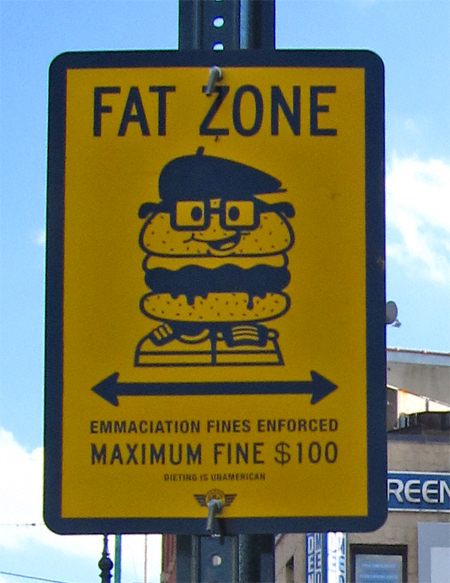 FAT ZONE
EMMACIATION FINES ENFORCED
MAXIMUM FINE $100
DIETING IS UNAMERICAN
REEN